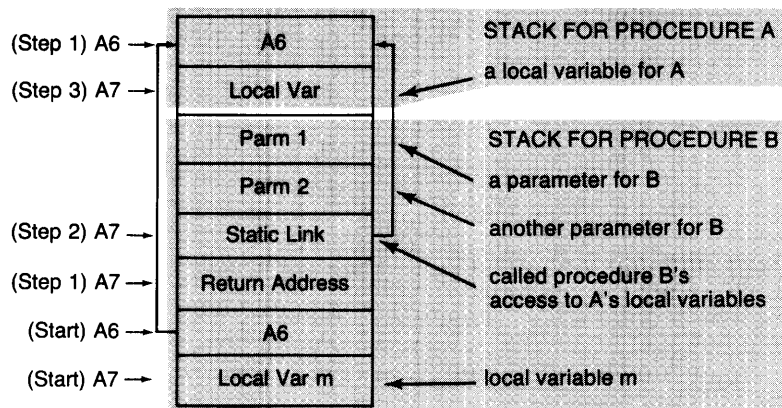 (Step 1) A6
A6
STACK FOR PROCEDURE A
a local variable for A
(Step 3) A7
Local Var
Parm 1
STACK FOR PROCEDURE B
a parameter for B
Parm 2
another parameter for B
(Step 2) A7
Static Link
called procedure B's
access to A's local variables
(Step 1) A7
Return Address
(Start) A6
A6
(Start) A7
Local Var m
local variable m